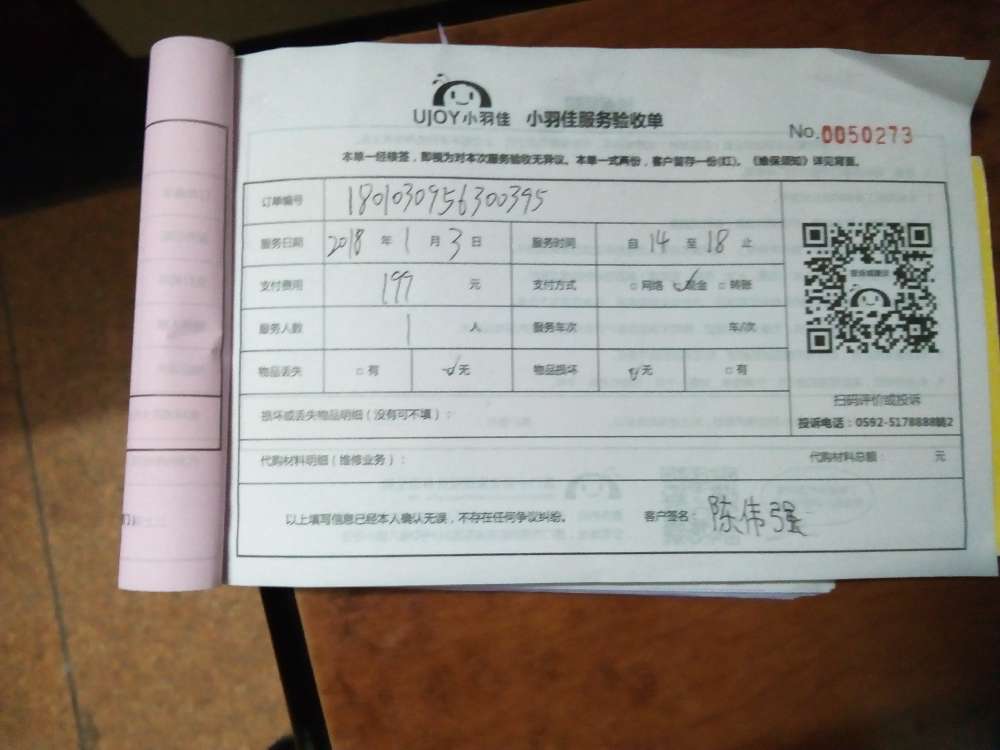 UJOY小羽佳 小羽佳服务验收单
No.0050273
本单一经接签，即视为对本次服务验收无异议。本单一式两份，客户留存一份(红)。《维保须知》详见背面。
订单编号 1801030956300395
服务日期 2018 年 1 月 3 日 服务时间 自 14 至 18 止
支付费用 199 元 支付方式 □网络 ✓现金 □转账
服务人数 1 人 服务年次 年/次
物品丢失 □有 ✓无 物品损坏 ✓无 □有
扫码评价或投诉
损坏或丢失物品明细（没有可不填）：
投诉电话：0592-5178888转2
代购材料明细（维修业务）： 代购材料总额： 元
以上填写信息已经本人确认无误，不存在任何争议纠纷。 客户签名： 陈伟强